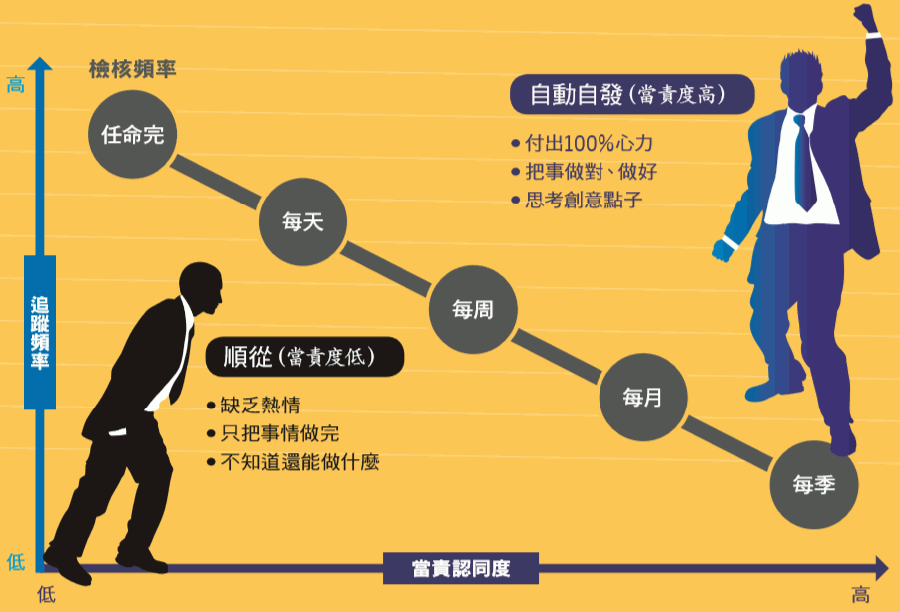 高
檢核頻率
任命完
每天
每周
每月
每季
自動自發(當責度高)
•付出100%心力
•把事做對、做好
•思考創意點子
追蹤頻率
順從(當責度低)
•缺乏熱情
•只把事情做完
•不知道還能做什麼
低
低
當責認同度
高